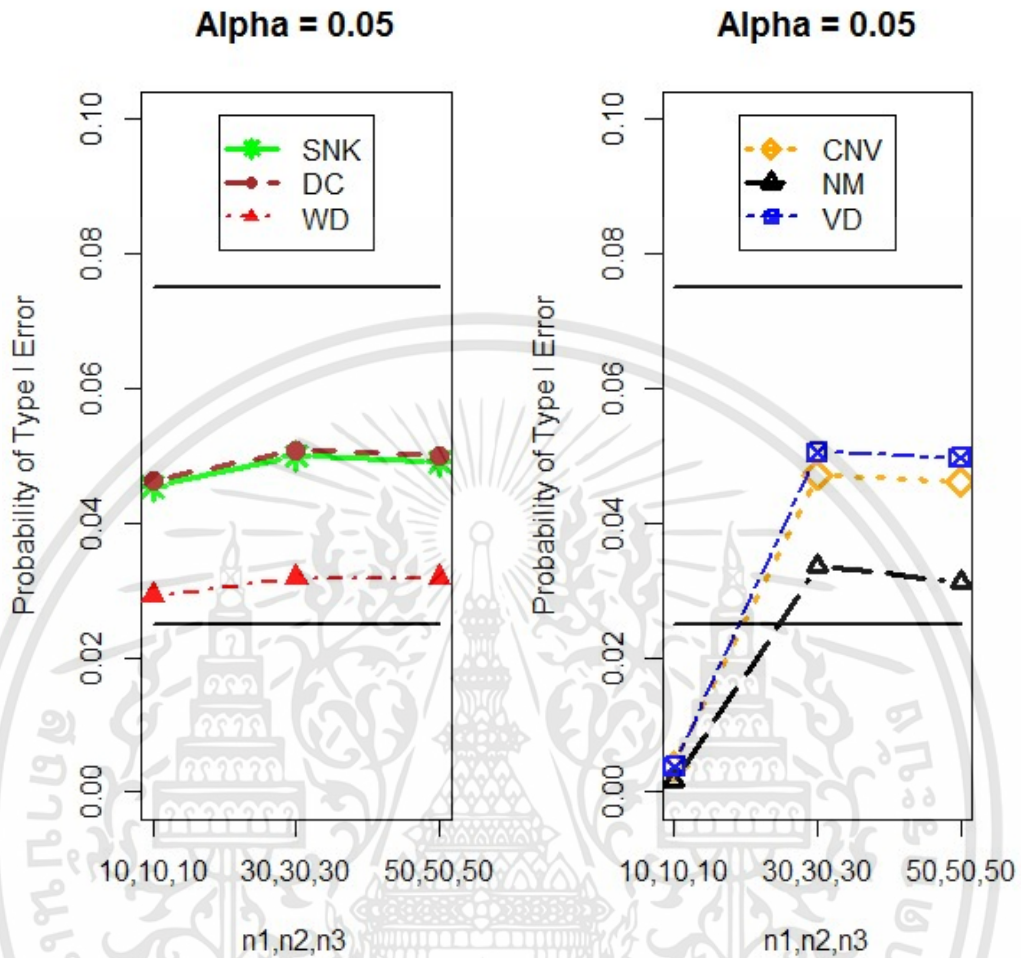 Alpha = 0.05
Probability of Type I Error
0.00
0.02
0.04
0.06
0.08
0.10
SNK
DC
WD
10,10,10
30,30,30
50,50,50
n1,n2,n3
Alpha = 0.05
Probability of Type I Error
0.00
0.02
0.04
0.06
0.08
0.10
CNV
NM
VD
10,10,10
30,30,30
50,50,50
n1,n2,n3